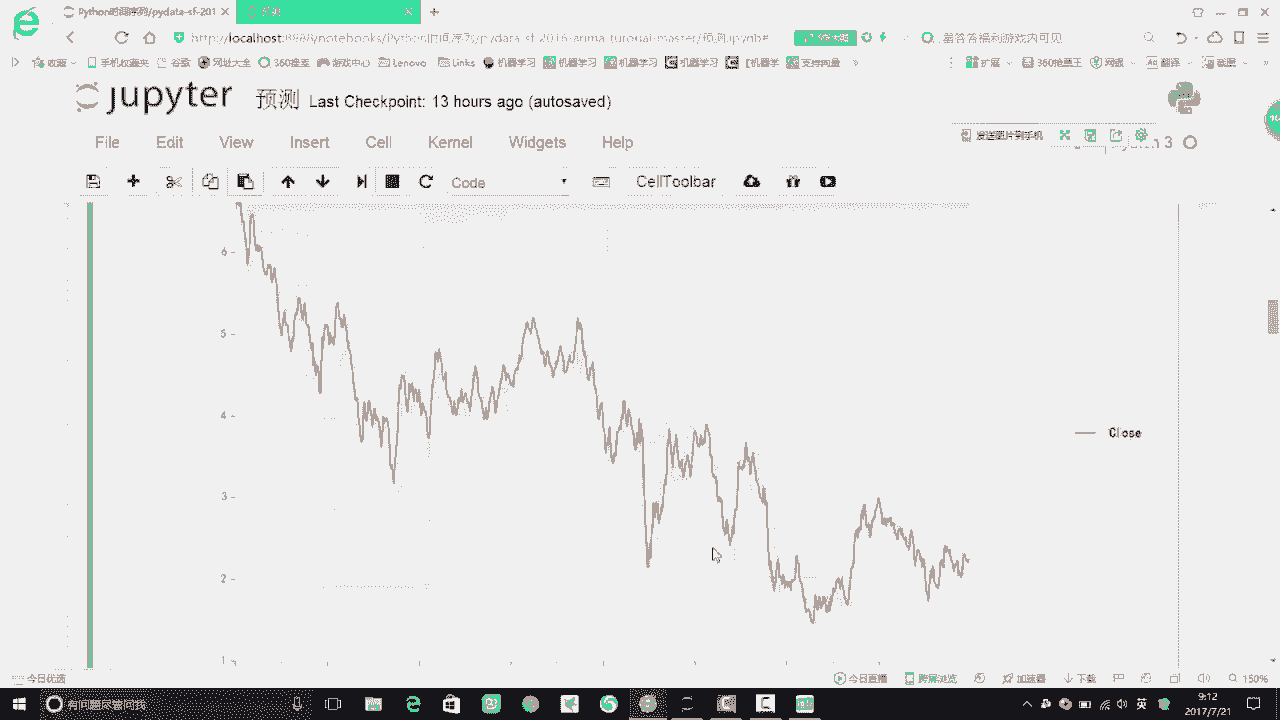 Python时间序列/pydata-sf-201
http://localhost:8888/notebooks/Python时间序列/pydata-sf-2016-arima-tutorial-master/预测.ipynb#
收藏
手机收藏夹
谷歌
网址大全
360搜索
游戏中心
Lenovo
Links
机器学习
机器学习
机器学习
机器学习
【机器学
支持向量
扩展
360抢票王
网银
翻译
截图
jupyter 预测 Last Checkpoint: 13 hours ago (autosaved)
File Edit View Insert Cell Kernel Widgets Help
发送图片到手机
3
Code
CellToolbar
6
5
4
3
2
1
Close
今日优选
今日直播
跨屏浏览
加速器
下载
150%
有问题尽管问我
英
9:12
2017/7/21